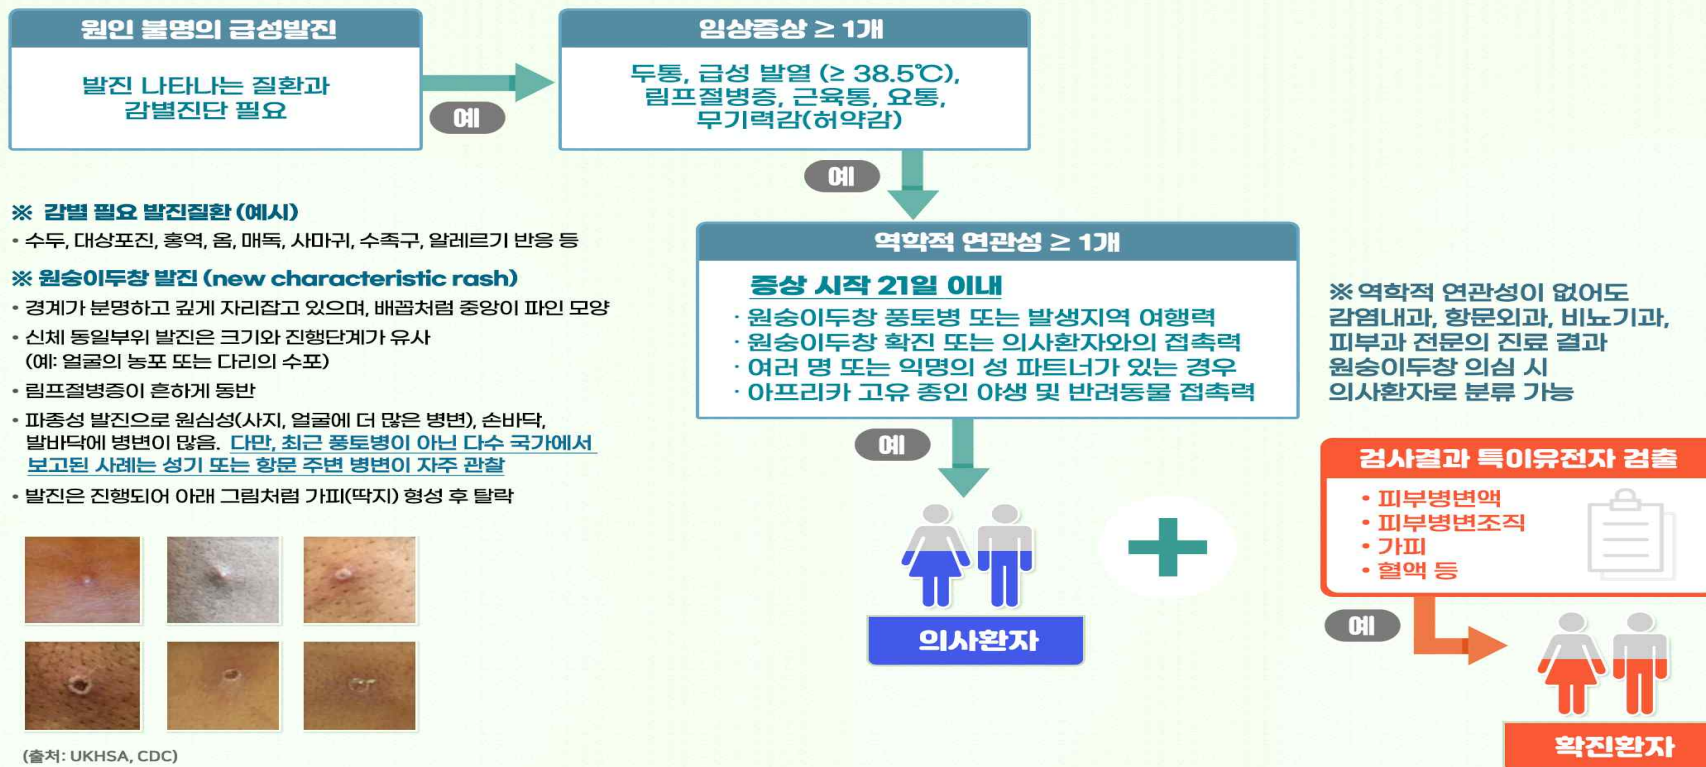 원인 불명의 급성발진
발진 나타나는 질환과
감별진단 필요
예
임상증상 ≥ 1개
두통, 급성 발열 (≥ 38.5℃),
림프절병증, 근육통, 요통,
무기력감(허약감)
예
※ 감별 필요 발진질환 (예시)
• 수두, 대상포진, 홍역, 옴, 매독, 사마귀, 수족구, 알레르기 반응 등
※ 원숭이두창 발진 (new characteristic rash)
• 경계가 분명하고 깊게 자리잡고 있으며, 배꼽처럼 중앙이 파인 모양
• 신체 동일부위 발진은 크기와 진행단계가 유사
(예: 얼굴의 농포 또는 다리의 수포)
• 림프절병증이 흔하게 동반
• 파종성 발진으로 원심성(사지, 얼굴에 더 많은 병변), 손바닥,
발바닥에 병변이 많음. 다만, 최근 풍토병이 아닌 다수 국가에서
보고된 사례는 성기 또는 항문 주변 병변이 자주 관찰
• 발진은 진행되어 아래 그림처럼 가피(딱지) 형성 후 탈락
(출처: UKHSA, CDC)
역학적 연관성 ≥ 1개
증상 시작 21일 이내
· 원숭이두창 풍토병 또는 발생지역 여행력
· 원숭이두창 확진 또는 의사환자와의 접촉력
· 여러 명 또는 익명의 성 파트너가 있는 경우
· 아프리카 고유 종인 야생 및 반려동물 접촉력
예
의사환자
※ 역학적 연관성이 없어도
감염내과, 항문외과, 비뇨기과,
피부과 전문의 진료 결과
원숭이두창 의심 시
의사환자로 분류 가능
검사결과 특이유전자 검출
• 피부병변액
• 피부병변조직
• 가피
• 혈액 등
예
확진환자